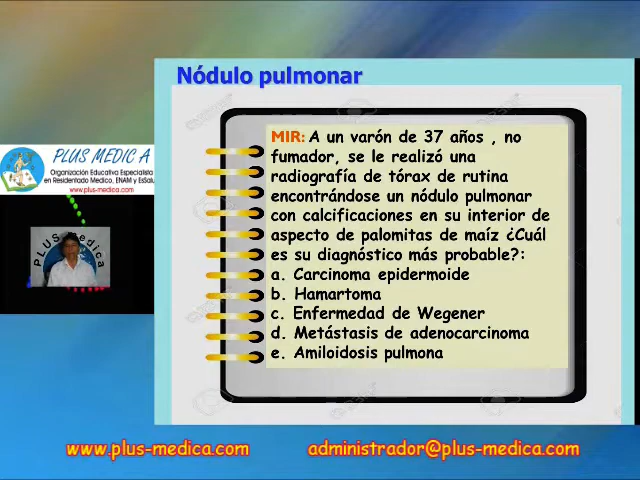 Nódulo pulmonar
MIR: A un varón de 37 años , no
fumador, se le realizó una
radiografía de tórax de rutina
encontrándose un nódulo pulmonar
con calcificaciones en su interior de
aspecto de palomitas de maíz ¿Cuál
es su diagnóstico más probable?:
a. Carcinoma epidermoide
b. Hamartoma
c. Enfermedad de Wegener
d. Metástasis de adenocarcinoma
e. Amiloidosis pulmona
PLUS MEDIC A
Organización Educativa Especialista
en Residentado Medico, ENAM y EsSalud
www.plus-medica.com
PLUS-Medica
www.plus-medica.com
administrador@plus-medica.com